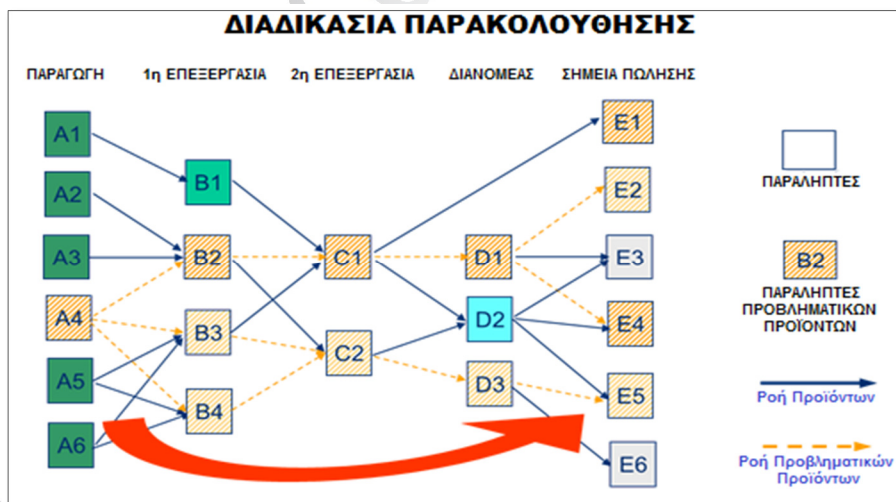 ΔΙΑΔΙΚΑΣΙΑ ΠΑΡΑΚΟΛΟΥΘΗΣΗΣ
ΠΑΡΑΓΩΓΗ 1η ΕΠΕΞΕΡΓΑΣΙΑ 2η ΕΠΕΞΕΡΓΑΣΙΑ ΔΙΑΝΟΜΕΑΣ ΣΗΜΕΙΑ ΠΩΛΗΣΗΣ
A1
A2
A3
A4
A5
A6
B1
B2
B3
B4
C1
C2
D1
D2
D3
E1
E2
E3
E4
E5
E6
ΠΑΡΑΛΗΠΤΕΣ
B2
ΠΑΡΑΛΗΠΤΕΣ
ΠΡΟΒΛΗΜΑΤΙΚΩΝ
ΠΡΟΪΟΝΤΩΝ
Ροή Προϊόντων
Ροή Προβληματικών
Προϊόντων